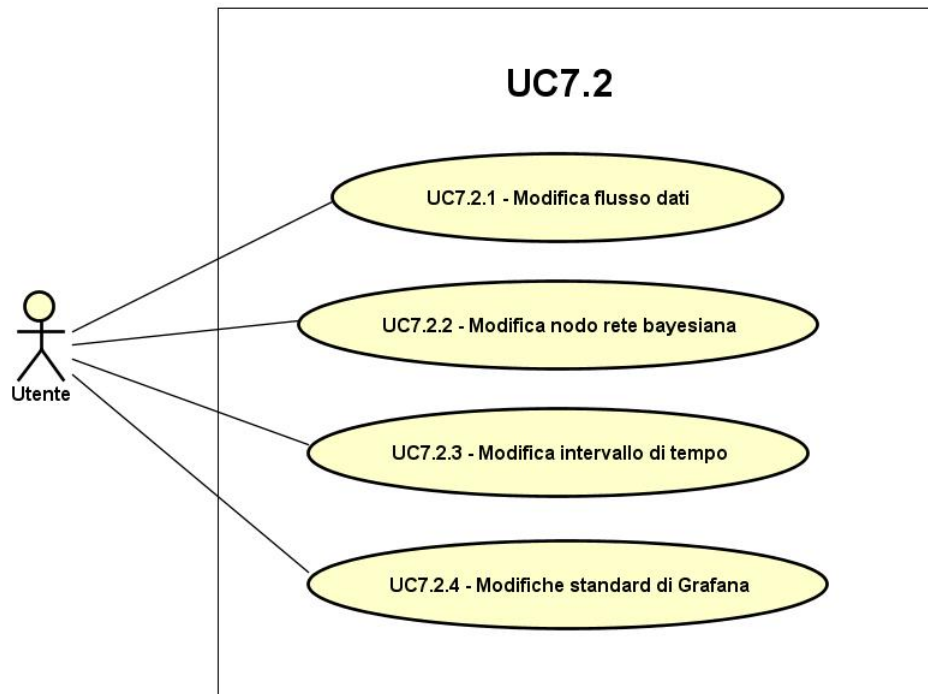 UC7.2
UC7.2.1 - Modifica flusso dati
UC7.2.2 - Modifica nodo rete bayesiana
Utente
UC7.2.3 - Modifica intervallo di tempo
UC7.2.4 - Modifiche standard di Grafana